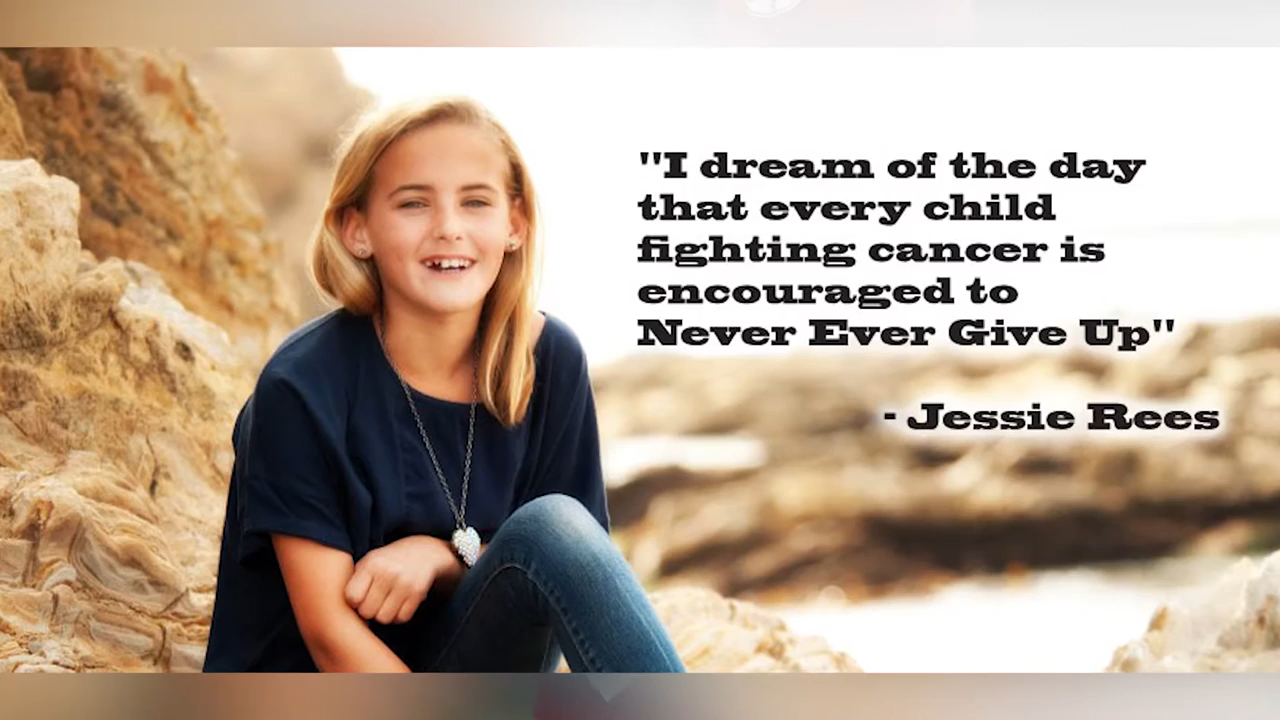 "I dream of the day
that every child
fighting cancer is
encouraged to
Never Ever Give Up"
- Jessie Rees